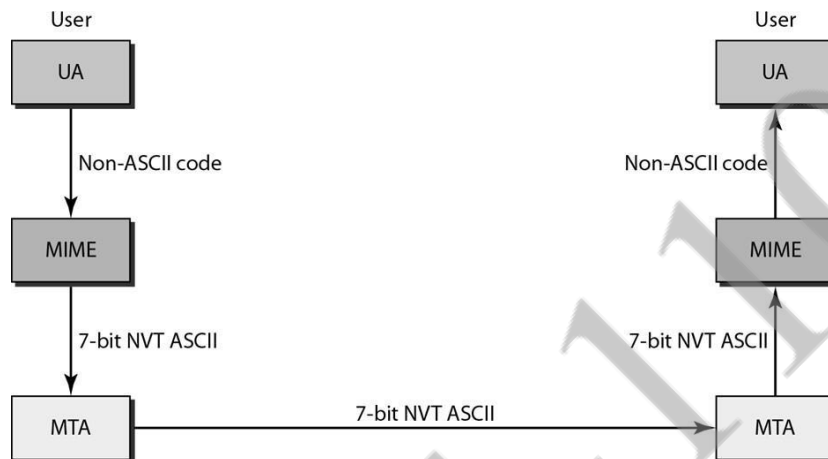 User
User
UA
UA
Non-ASCII code
Non-ASCII code
MIME
MIME
7-bit NVT ASCII
7-bit NVT ASCII
7-bit NVT ASCII
MTA
MTA